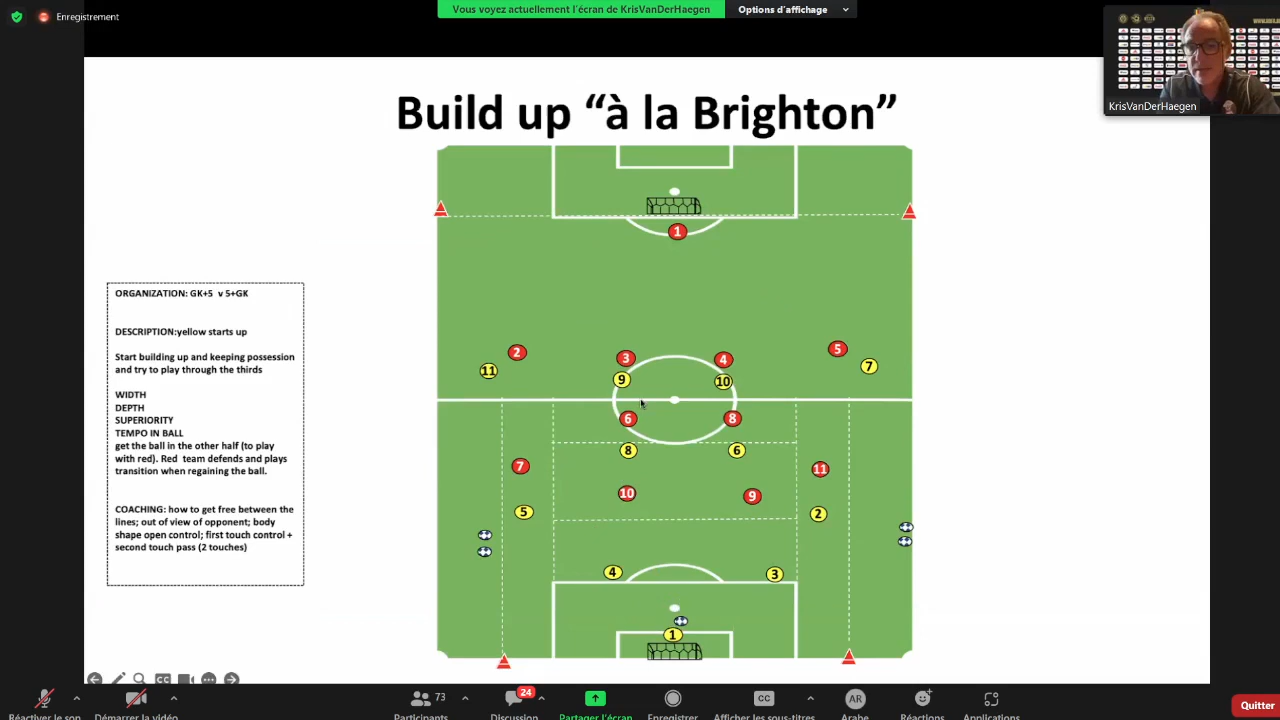 Enregistrement
Vous voyez actuellement l'écran de KrisVanDerHaegen
Options d'affichage
KrisVanDerHaegen
Build up “à la Brighton”
ORGANIZATION: GK+5 v 5+GK
DESCRIPTION:yellow starts up
Start building up and keeping possession
and try to play through the thirds
WIDTH
DEPTH
SUPERIORITY
TEMPO IN BALL
get the ball in the other half (to play
with red). Red team defends and plays
transition when regaining the ball.
COACHING: how to get free between the
lines; out of view of opponent; body
shape open control; first touch control +
second touch pass (2 touches)
1
2
3
4
5
11
9
10
7
6
8
8
6
7
11
10
9
5
2
4
3
1
CC
73
24
CC
AR
Réactiver le son
Démarrer la vidéo
Participants
Discussion
Partager l'écran
Enregistrer
Afficher les sous-titres
Arabe
Réactions
Applications
Quitter